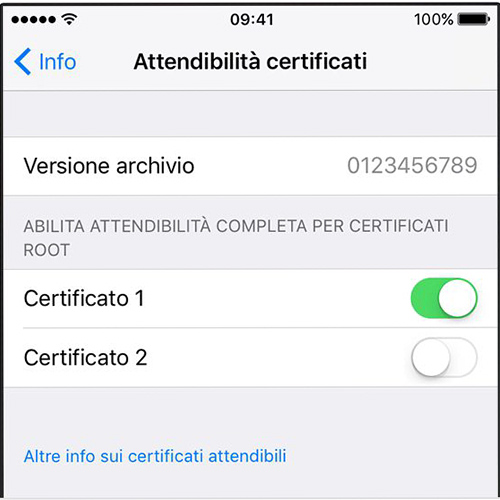 09:41 100%
Info Attendibilità certificati
Versione archivio 0123456789
ABILITA ATTENDIBILITÀ COMPLETA PER CERTIFICATI
ROOT
Certificato 1
Certificato 2
Altre info sui certificati attendibili